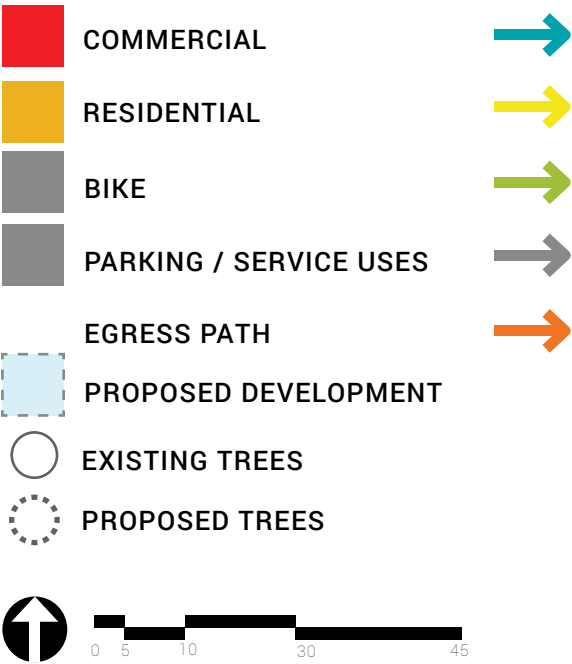 COMMERCIAL
RESIDENTIAL
BIKE
PARKING / SERVICE USES
EGRESS PATH
PROPOSED DEVELOPMENT
EXISTING TREES
PROPOSED TREES
0 5 10 30 45